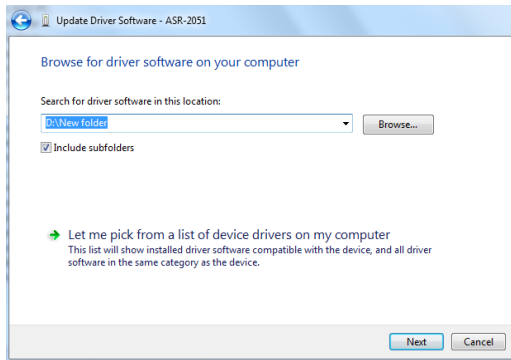 Update Driver Software - ASR-2051
Browse for driver software on your computer
Search for driver software in this location:
D:\New folder
Browse...
Include subfolders
Let me pick from a list of device drivers on my computer
This list will show installed driver software compatible with the device, and all driver
software in the same category as the device.
Next
Cancel